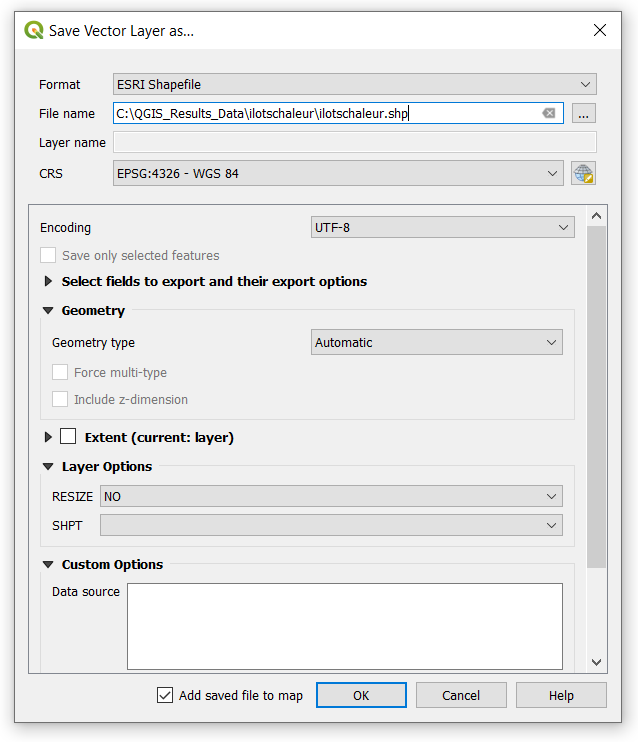 Save Vector Layer as...
Format ESRI Shapefile
File name C:\QGIS_Results_Data\ilotschaleur\ilotschaleur.shp ...
Layer name
CRS EPSG:4326 - WGS 84
Encoding UTF-8
Save only selected features
Select fields to export and their export options
Geometry
Geometry type Automatic
Force multi-type
Include z-dimension
Extent (current: layer)
Layer Options
RESIZE NO
SHPT
Custom Options
Data source
Add saved file to map OK Cancel Help